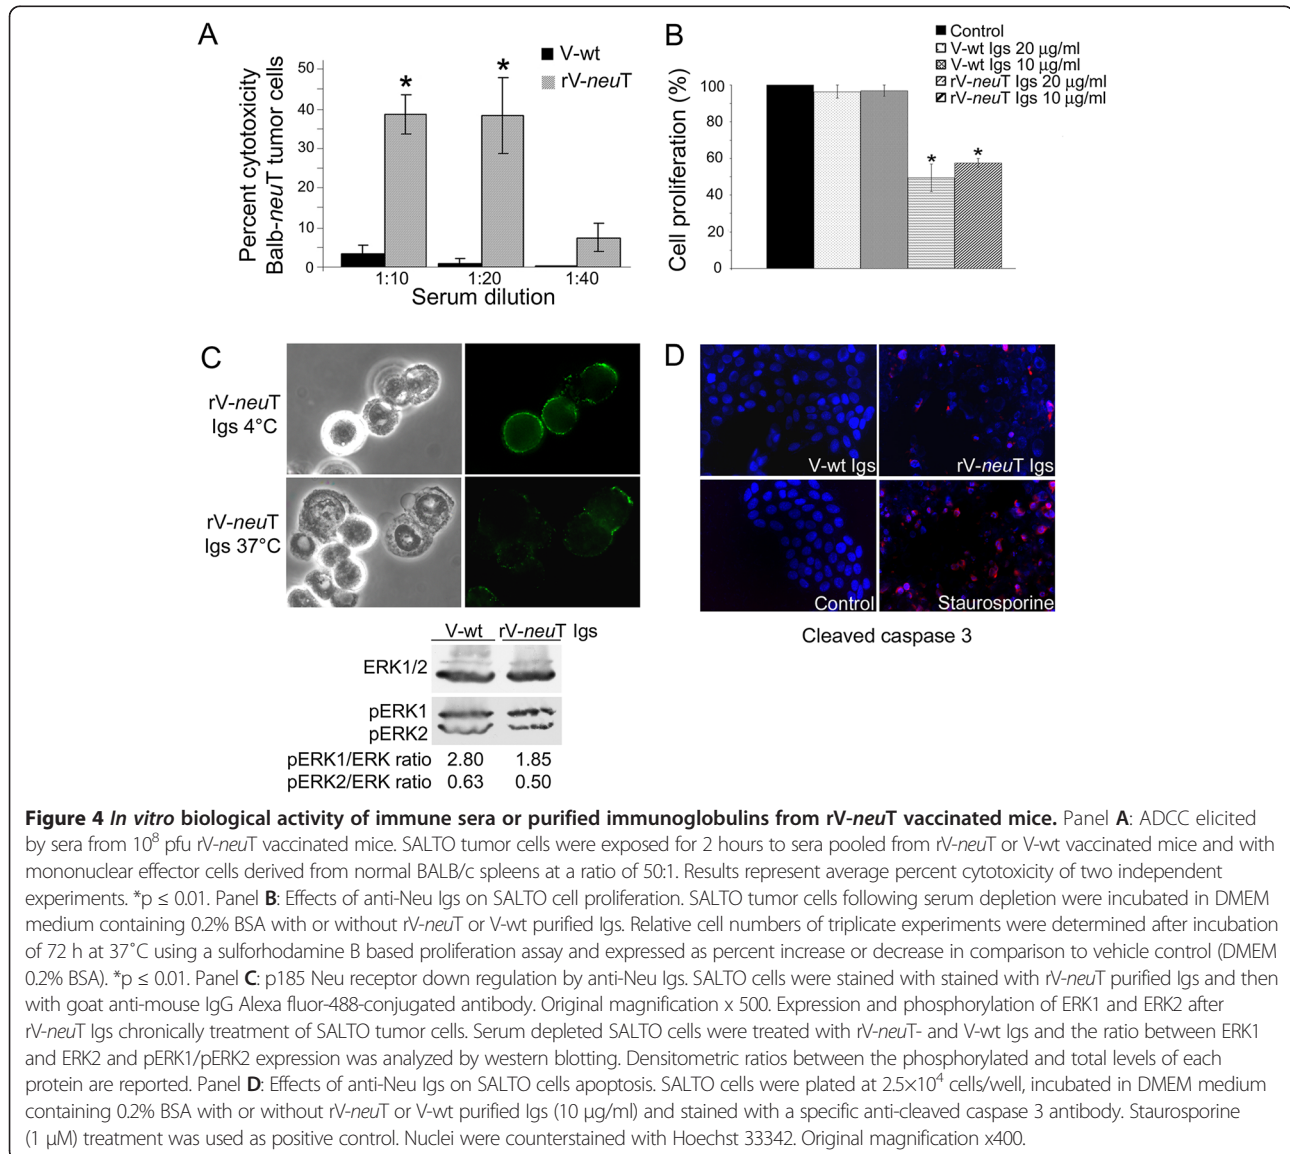 A
Percent cytotoxicity
Balb-neuT tumor cells
V-wt
rV-neuT
50
40
30
20
10
0
*
*
1:10
1:20
1:40
Serum dilution
B
Cell proliferation (%)
Control
V-wt Igs 20 µg/ml
V-wt Igs 10 µg/ml
rV-neuT Igs 20 µg/ml
rV-neuT Igs 10 µg/ml
100
80
60
40
20
0
*
*
C
rV-neuT
Igs 4°C
rV-neuT
Igs 37°C
V-wt rV-neuT Igs
ERK1/2
pERK1
pERK2
pERK1/ERK ratio 2.80 1.85
pERK2/ERK ratio 0.63 0.50
D
V-wt Igs
rV-neuT Igs
Control
Staurosporine
Cleaved caspase 3
Figure 4 In vitro biological activity of immune sera or purified immunoglobulins from rV-neuT vaccinated mice. Panel A: ADCC elicited
by sera from 10⁸ pfu rV-neuT vaccinated mice. SALTO tumor cells were exposed for 2 hours to sera pooled from rV-neuT or V-wt vaccinated mice and with
mononuclear effector cells derived from normal BALB/c spleens at a ratio of 50:1. Results represent average percent cytotoxicity of two independent
experiments. *p ≤ 0.01. Panel B: Effects of anti-Neu Igs on SALTO cell proliferation. SALTO tumor cells following serum depletion were incubated in DMEM
medium containing 0.2% BSA with or without rV-neuT or V-wt purified Igs. Relative cell numbers of triplicate experiments were determined after incubation
of 72 h at 37°C using a sulforhodamine B based proliferation assay and expressed as percent increase or decrease in comparison to vehicle control (DMEM
0.2% BSA). *p ≤ 0.01. Panel C: p185 Neu receptor down regulation by anti-Neu Igs. SALTO cells were stained with stained with rV-neuT purified Igs and then
with goat anti-mouse IgG Alexa fluor-488-conjugated antibody. Original magnification x 500. Expression and phosphorylation of ERK1 and ERK2 after
rV-neuT Igs chronically treatment of SALTO tumor cells. Serum depleted SALTO cells were treated with rV-neuT- and V-wt Igs and the ratio between ERK1
and ERK2 and pERK1/pERK2 expression was analyzed by western blotting. Densitometric ratios between the phosphorylated and total levels of each
protein are reported. Panel D: Effects of anti-Neu Igs on SALTO cells apoptosis. SALTO cells were plated at 2.5×10⁴ cells/well, incubated in DMEM medium
containing 0.2% BSA with or without rV-neuT or V-wt purified Igs (10 µg/ml) and stained with a specific anti-cleaved caspase 3 antibody. Staurosporine
(1 µM) treatment was used as positive control. Nuclei were counterstained with Hoechst 33342. Original magnification x400.